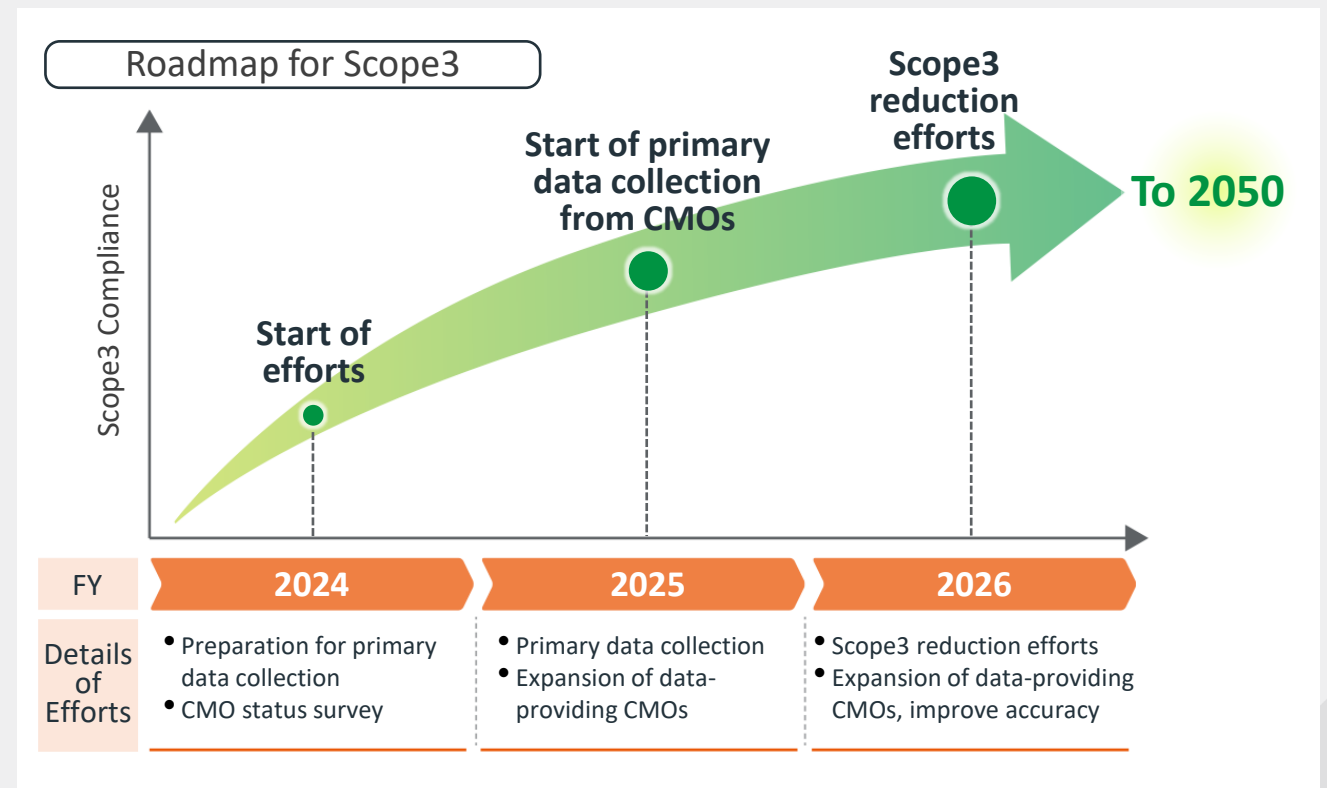 Roadmap for Scope3
Scope3
reduction
efforts
Start of primary
data collection
from CMOs
To 2050
Start of
efforts
Scope3 Compliance
FY
2024
2025
2026
Details
of
Efforts
• Preparation for primary
data collection
• CMO status survey
• Primary data collection
• Expansion of data-
providing CMOs
• Scope3 reduction efforts
• Expansion of data-providing
CMOs, improve accuracy